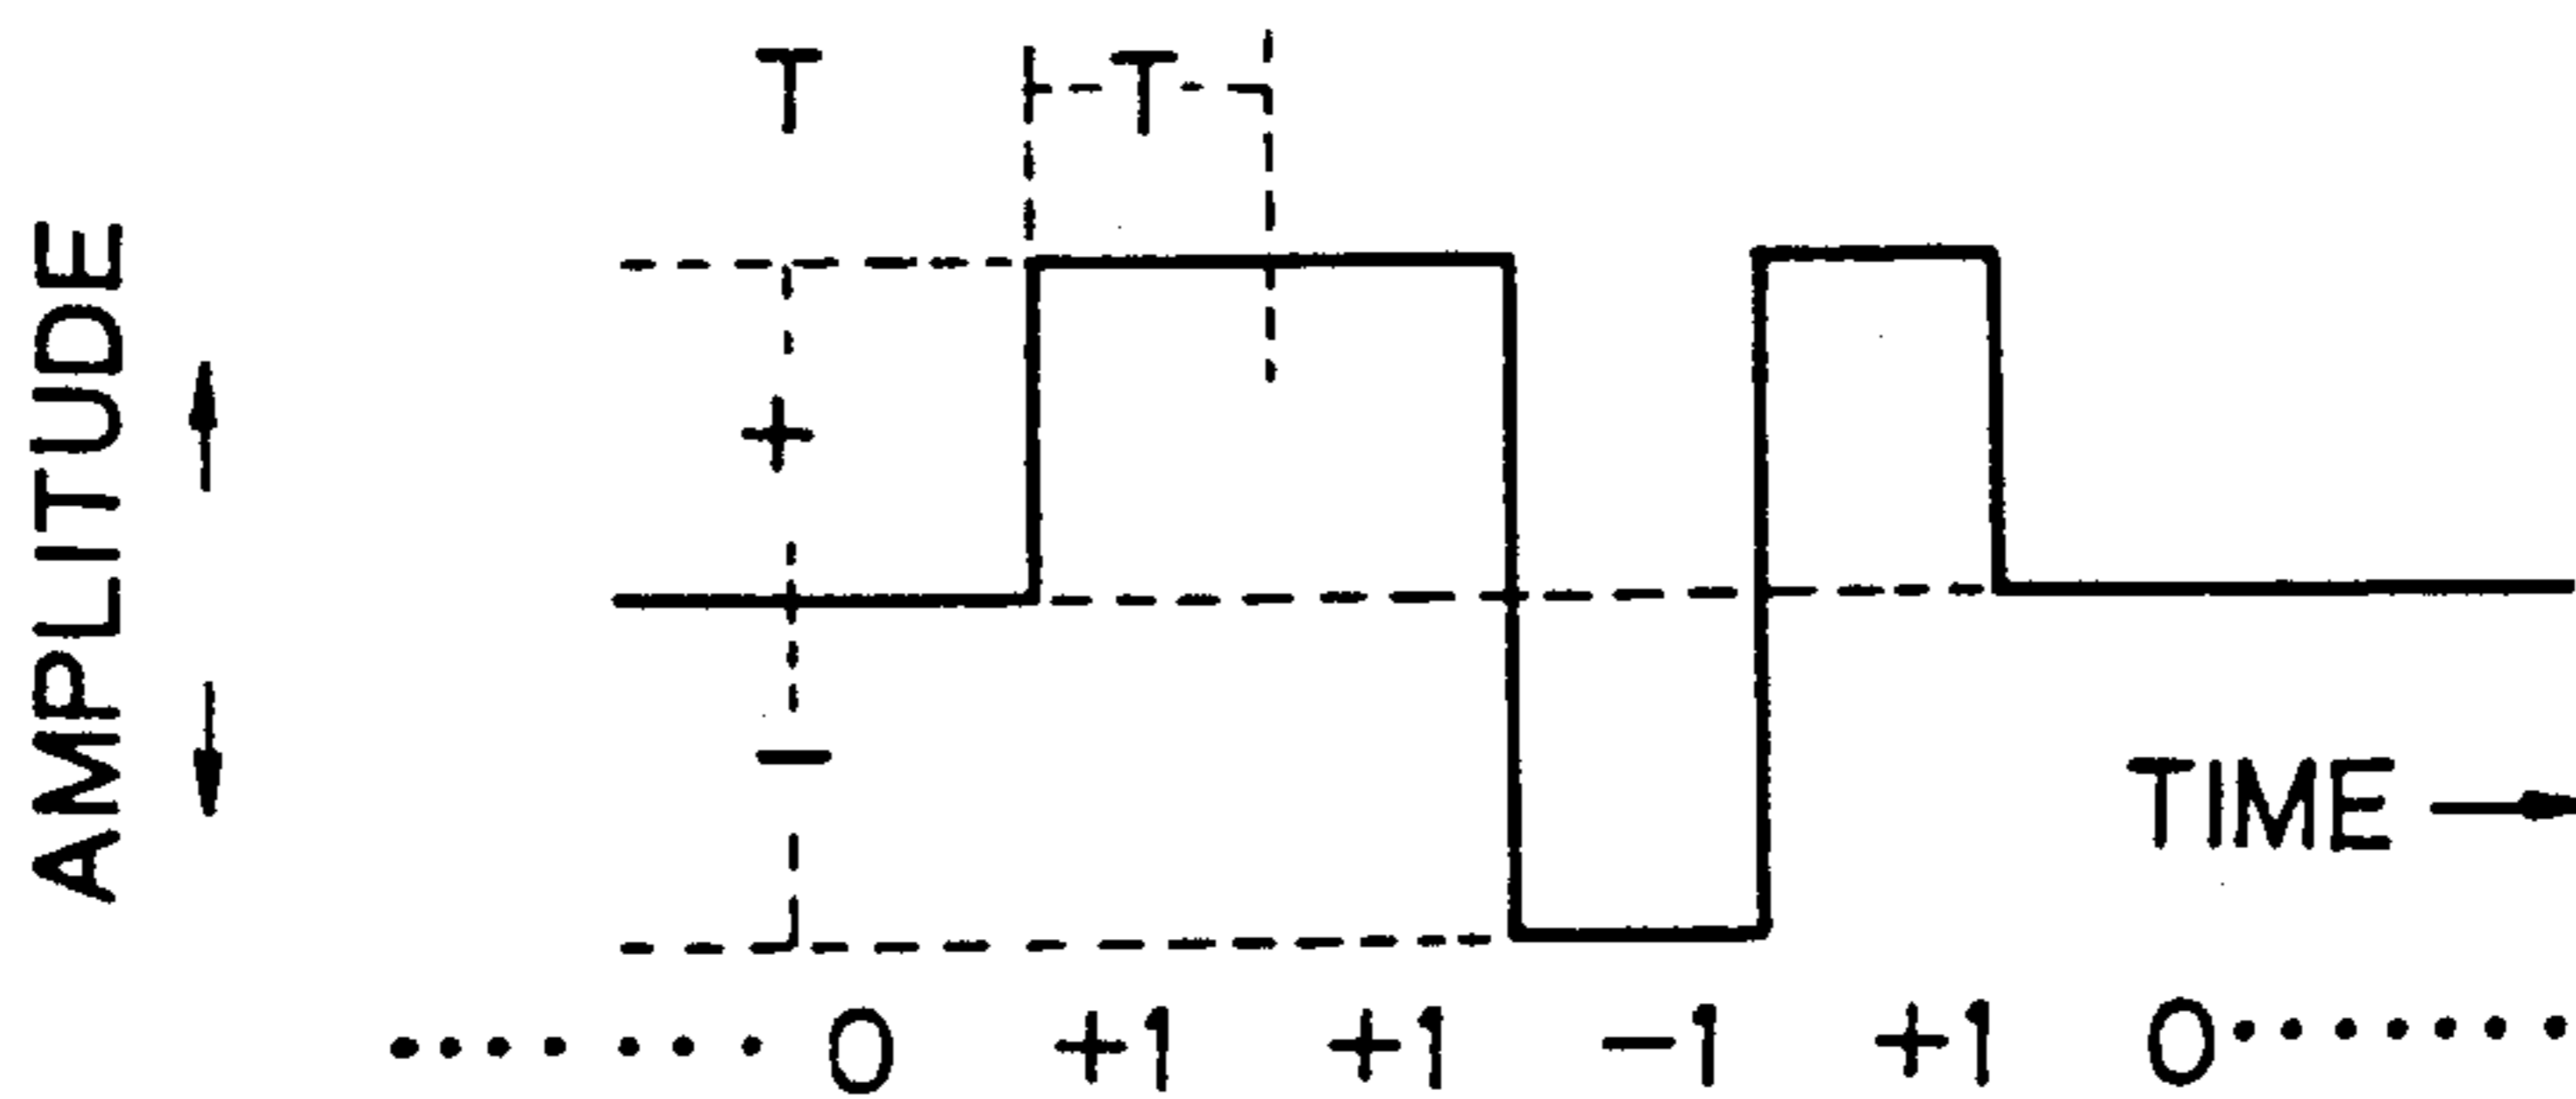 T T
AMPLITUDE
+
−
TIME
....... 0 +1 +1 −1 +1 0.......